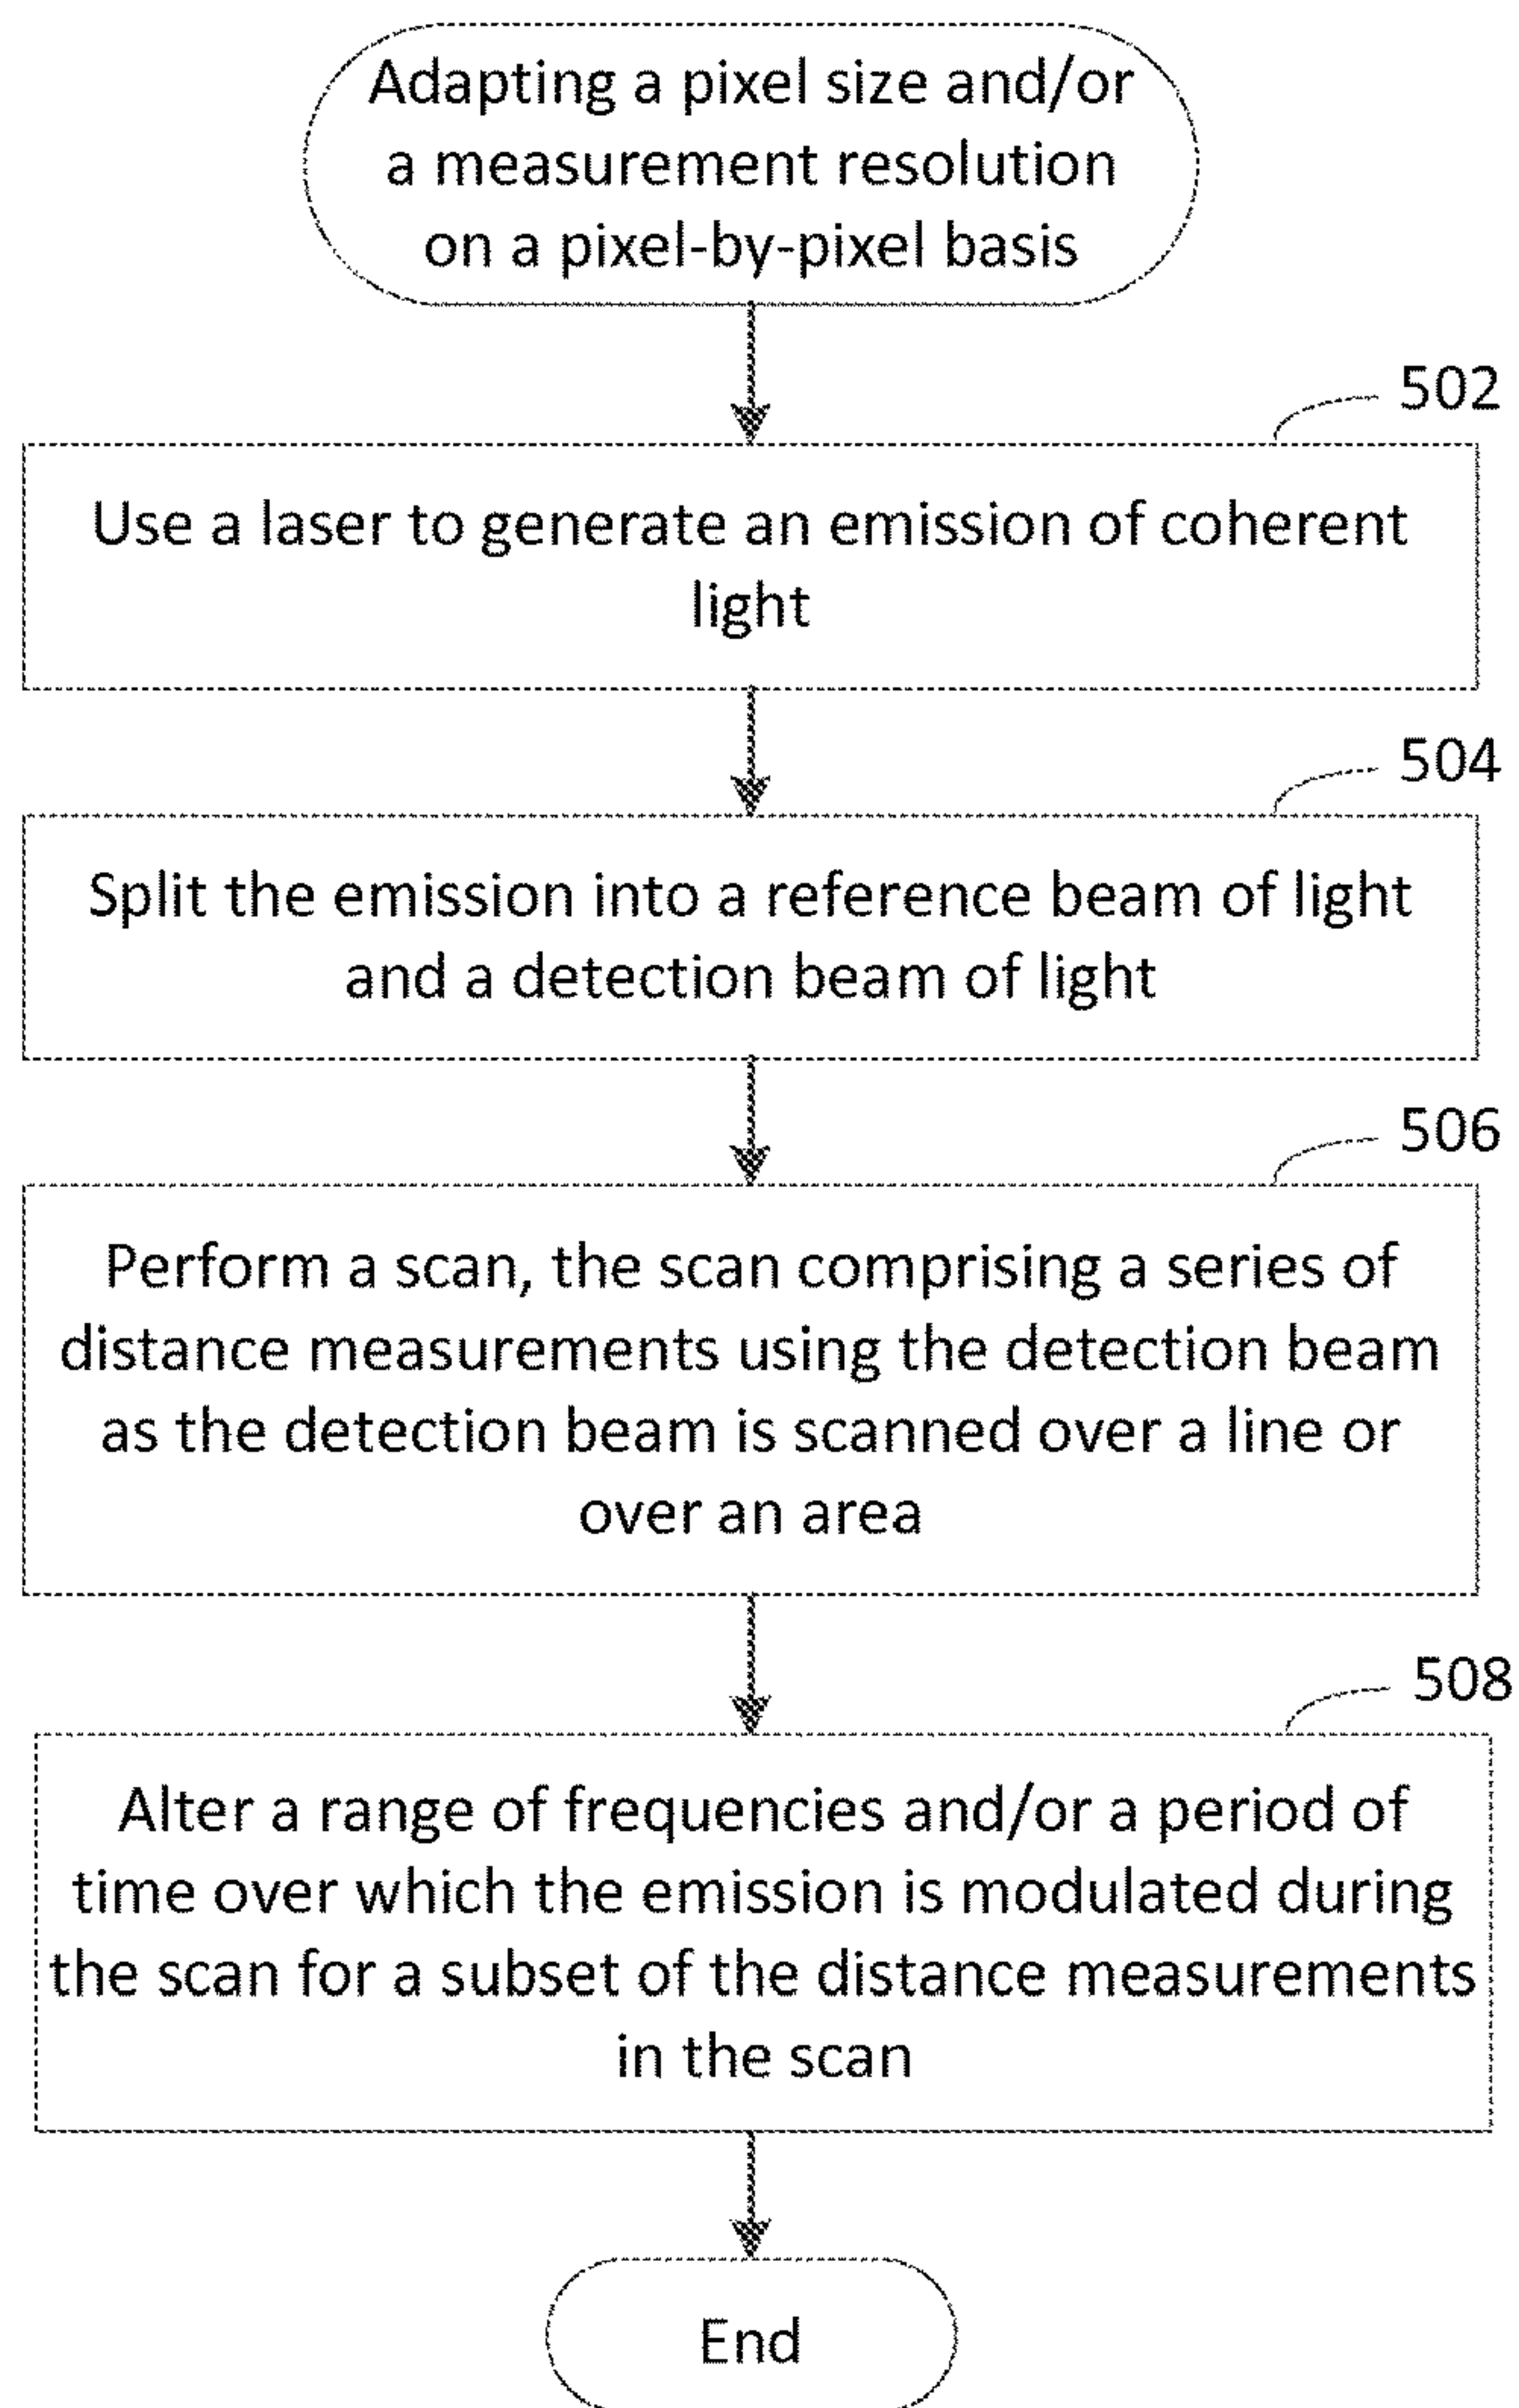 Adapting a pixel size and/or
a measurement resolution
on a pixel-by-pixel basis
502
Use a laser to generate an emission of coherent
light
504
Split the emission into a reference beam of light
and a detection beam of light
506
Perform a scan, the scan comprising a series of
distance measurements using the detection beam
as the detection beam is scanned over a line or
over an area
508
Alter a range of frequencies and/or a period of
time over which the emission is modulated during
the scan for a subset of the distance measurements
in the scan
End